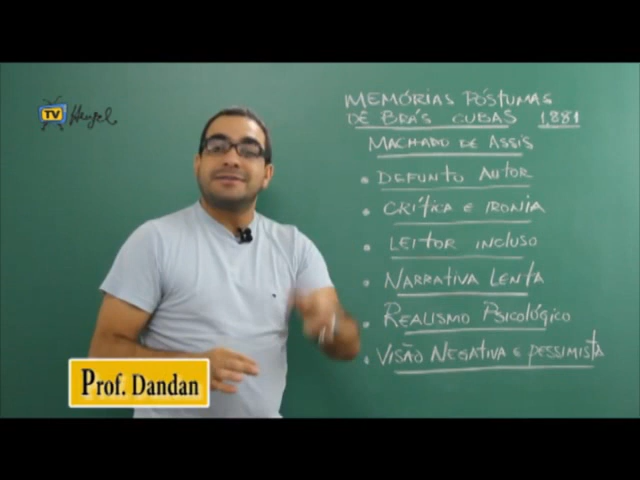 TV Henfil
MEMÓRIAS PÓSTUMAS
DE BRÁS CUBAS 1881
MACHADO DE ASSIS
• DEFUNTO AUTOR
• CRÍTICA E IRONIA
• LEITOR INCLUSO
• NARRATIVA LENTA
• REALISMO PSICOLÓGICO
• VISÃO NEGATIVA E PESSIMISTA
Prof. Dandan